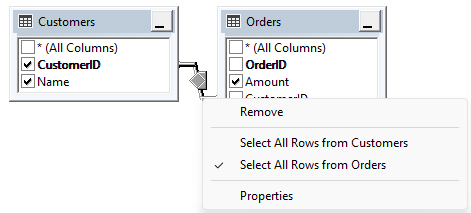 Customers
* (All Columns)
CustomerID
Name
Orders
* (All Columns)
OrderID
Amount
CustomerID
Remove
Select All Rows from Customers
Select All Rows from Orders
Properties